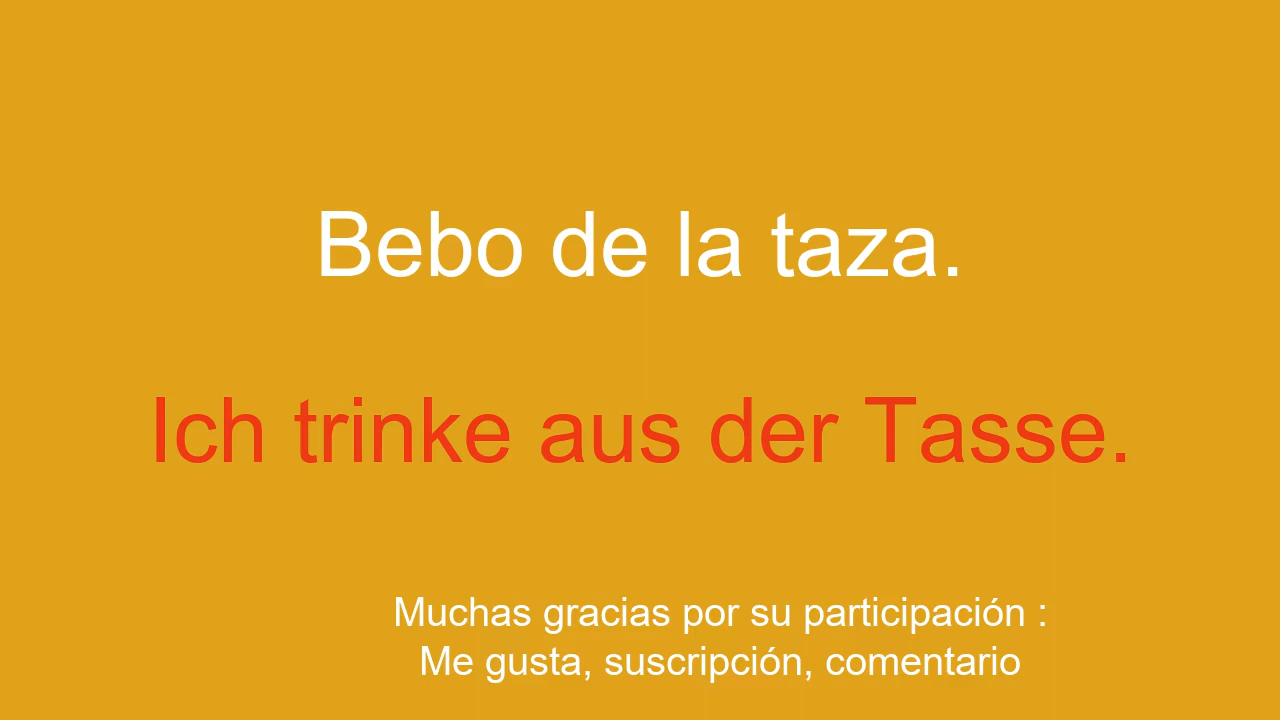 Bebo de la taza.
Ich trinke aus der Tasse.
Muchas gracias por su participación :
Me gusta, suscripción, comentario